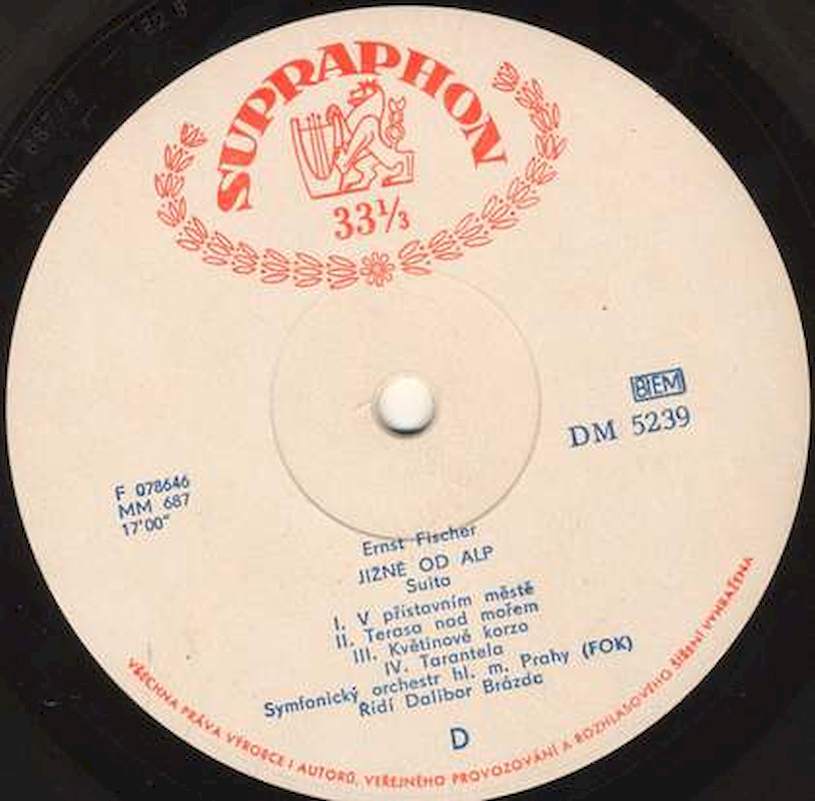 SUPRAPHON
33⅓
BIEM
DM 5239
F 078646
MM 687
17'00"
Ernst Fischer
JIŽNĚ OD ALP
Suita
I. V přístavním městě
II. Terasa nad mořem
III. Květinové korzo
IV. Tarantela
Symfonický orchestr hl. m. Prahy (FOK)
Řídí Dalibor Brázda
D
VŠECHNA PRÁVA VÝROBCE I AUTORŮ, VEŘEJNÉHO PROVOZOVÁNÍ A ROZHLASOVÉHO ŠÍŘENÍ VYHRAŽENA